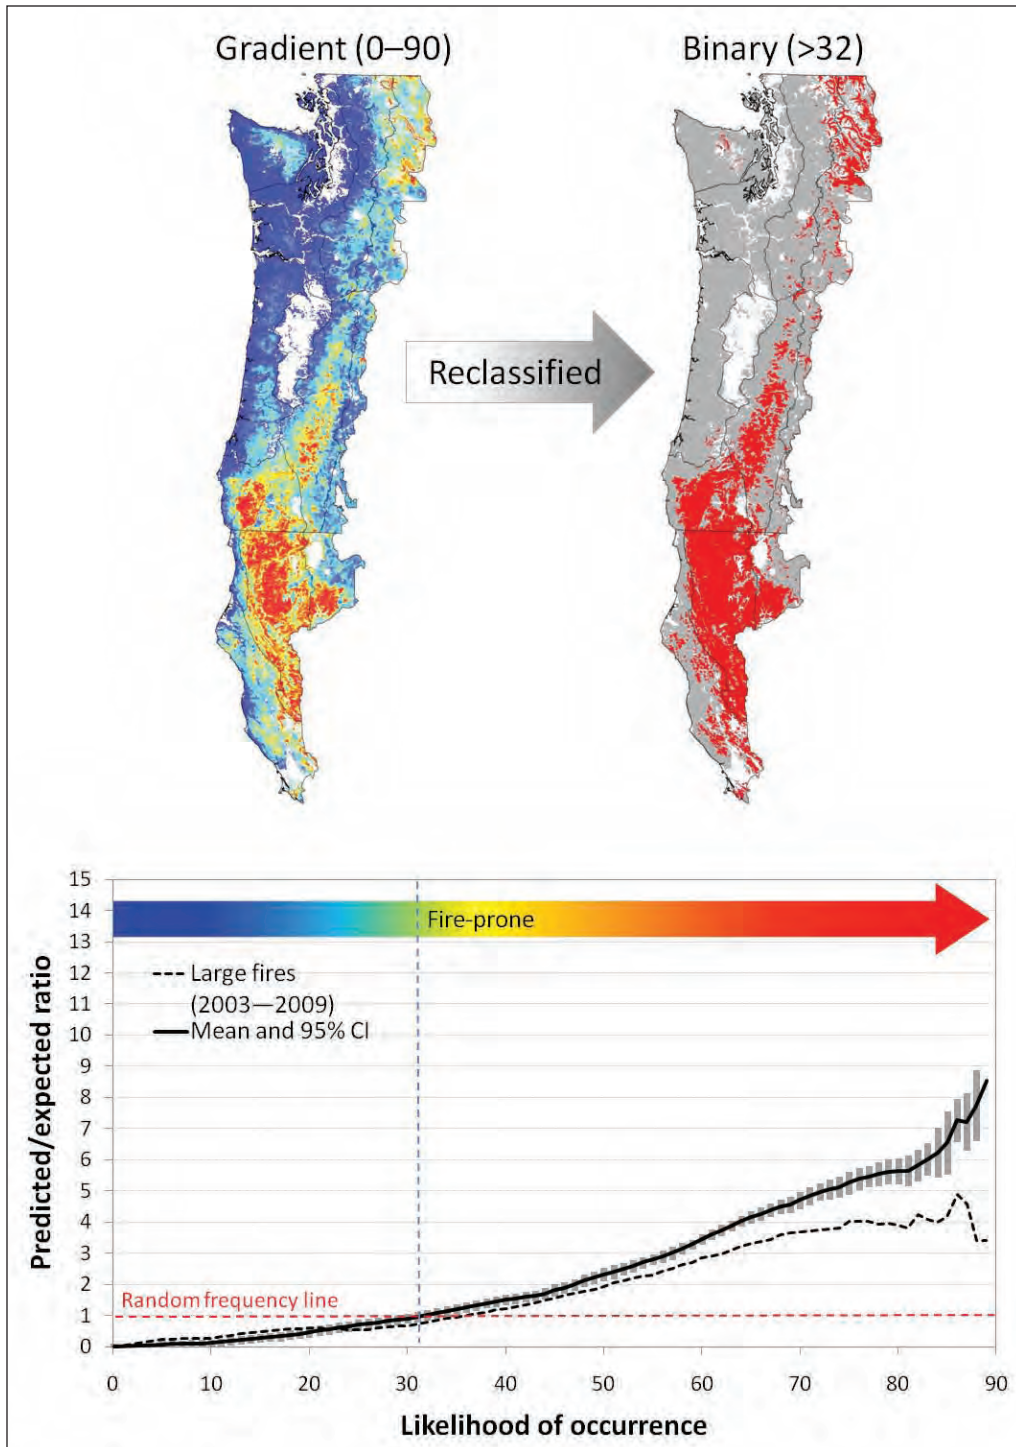 Gradient (0–90)
Binary (>32)
Reclassified
15
14
13
12
11
10
9
8
7
6
5
4
3
2
1
0
Predicted/expected ratio
Fire-prone
Large fires
(2003—2009)
Mean and 95% CI
Random frequency line
0 10 20 30 40 50 60 70 80 90
Likelihood of occurrence